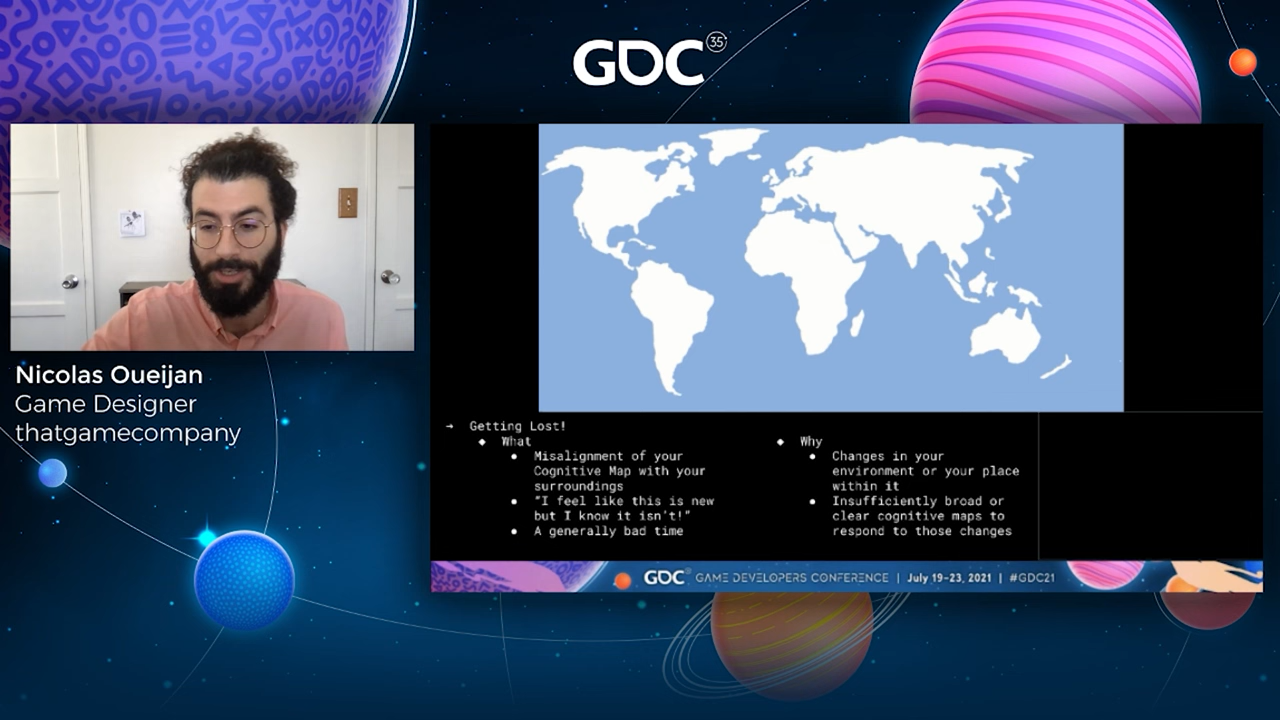 GDC 35
Nicolas Oueijan
Game Designer
thatgamecompany
→ Getting Lost!
◆ What
● Misalignment of your
Cognitive Map with your
surroundings
● "I feel like this is new
but I know it isn't!"
● A generally bad time
◆ Why
● Changes in your
environment or your place
within it
● Insufficiently broad or
clear cognitive maps to
respond to those changes
GDC GAME DEVELOPERS CONFERENCE | July 19-23, 2021 | #GDC21